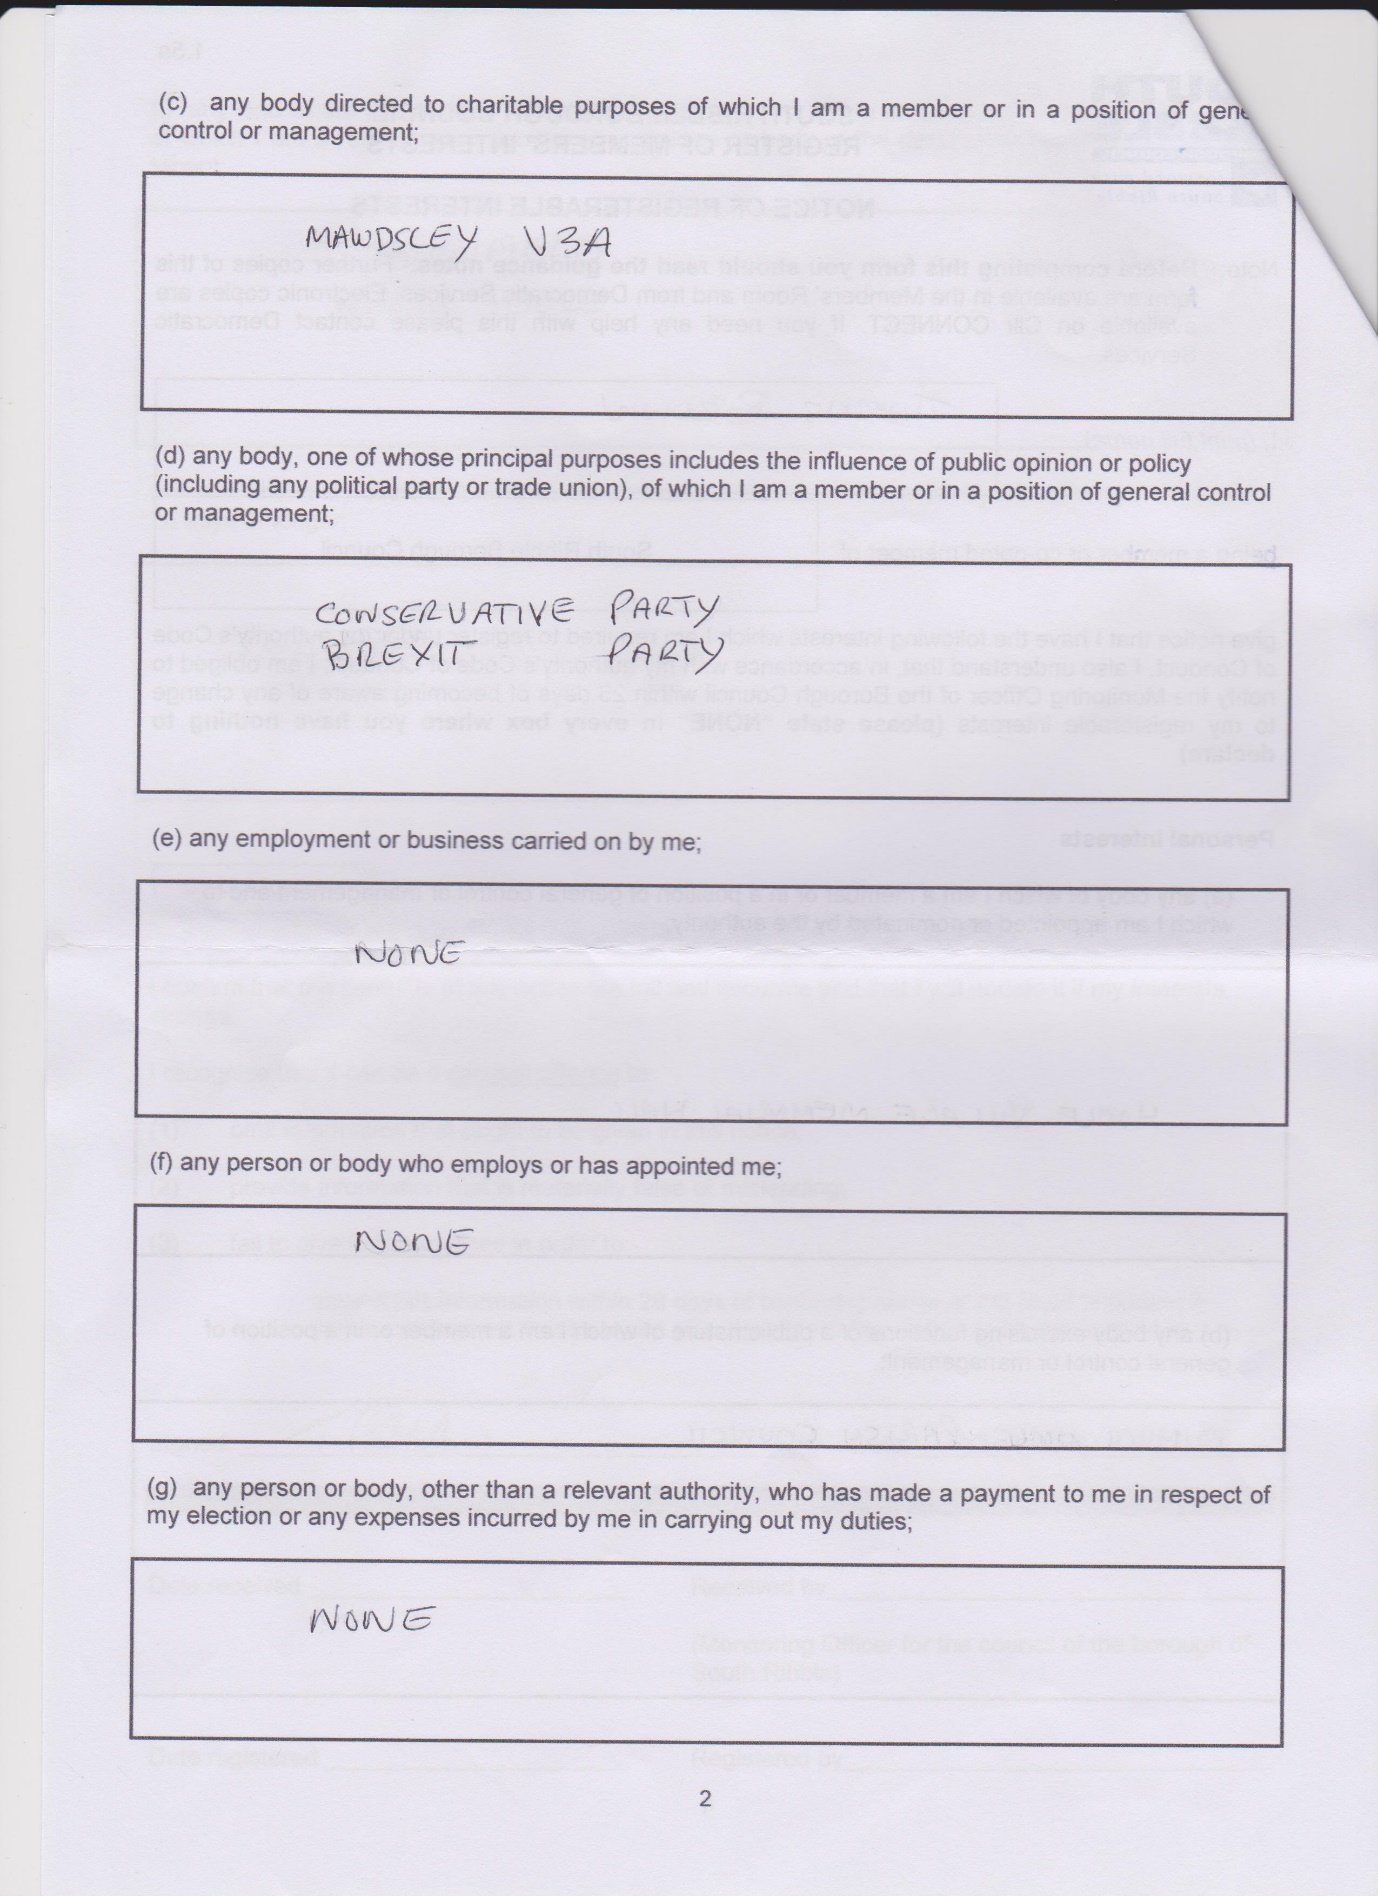 (c) any body directed to charitable purposes of which I am a member or in a position of gene
control or management;
MAWDSLEY V3A
(d) any body, one of whose principal purposes includes the influence of public opinion or policy
(including any political party or trade union), of which I am a member or in a position of general control
or management;
CONSERVATIVE PARTY
BREXIT PARTY
(e) any employment or business carried on by me;
NONE
(f) any person or body who employs or has appointed me;
NONE
(g) any person or body, other than a relevant authority, who has made a payment to me in respect of
my election or any expenses incurred by me in carrying out my duties;
NONE
2